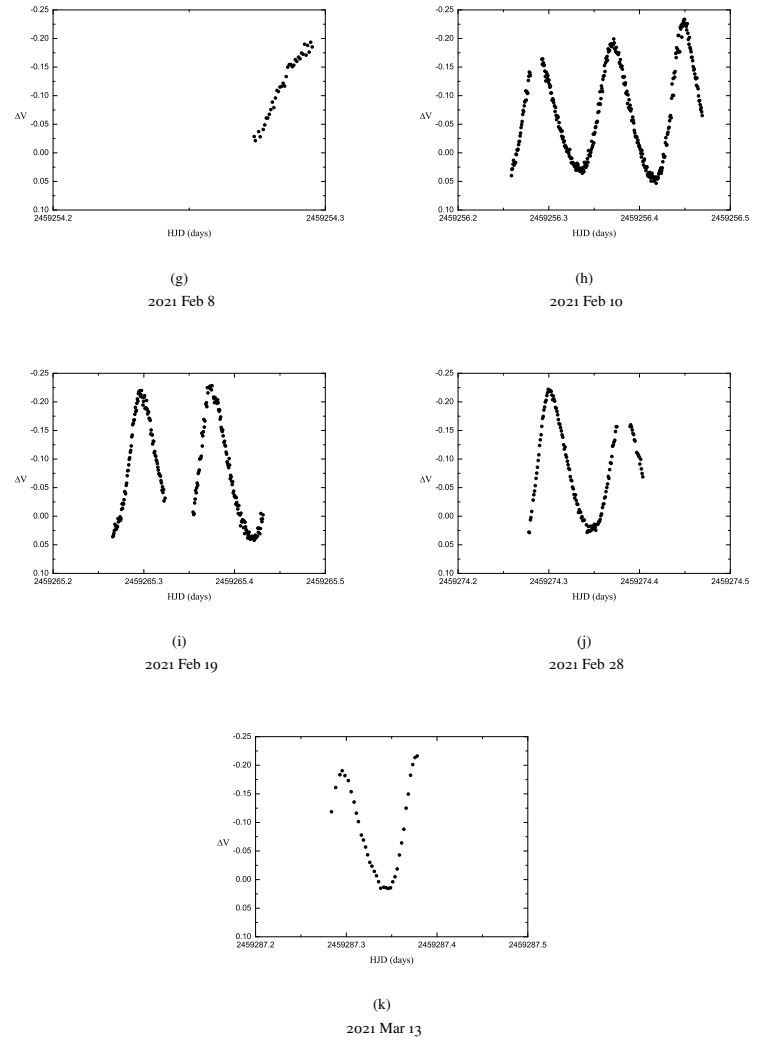 -0.25
-0.20
-0.15
-0.10
-0.05
0.00
0.05
0.10
ΔV
2459254.2 2459254.3
HJD (days)
(g)
2021 Feb 8
-0.25
-0.20
-0.15
-0.10
-0.05
0.00
0.05
0.10
ΔV
2459256.2 2459256.3 2459256.4 2459256.5
HJD (days)
(h)
2021 Feb 10
-0.25
-0.20
-0.15
-0.10
-0.05
0.00
0.05
0.10
ΔV
2459265.2 2459265.3 2459265.4 2459265.5
HJD (days)
(i)
2021 Feb 19
-0.25
-0.20
-0.15
-0.10
-0.05
0.00
0.05
0.10
ΔV
2459274.2 2459274.3 2459274.4 2459274.5
HJD (days)
(j)
2021 Feb 28
-0.25
-0.20
-0.15
-0.10
-0.05
0.00
0.05
0.10
ΔV
2459287.2 2459287.3 2459287.4 2459287.5
HJD (days)
(k)
2021 Mar 13